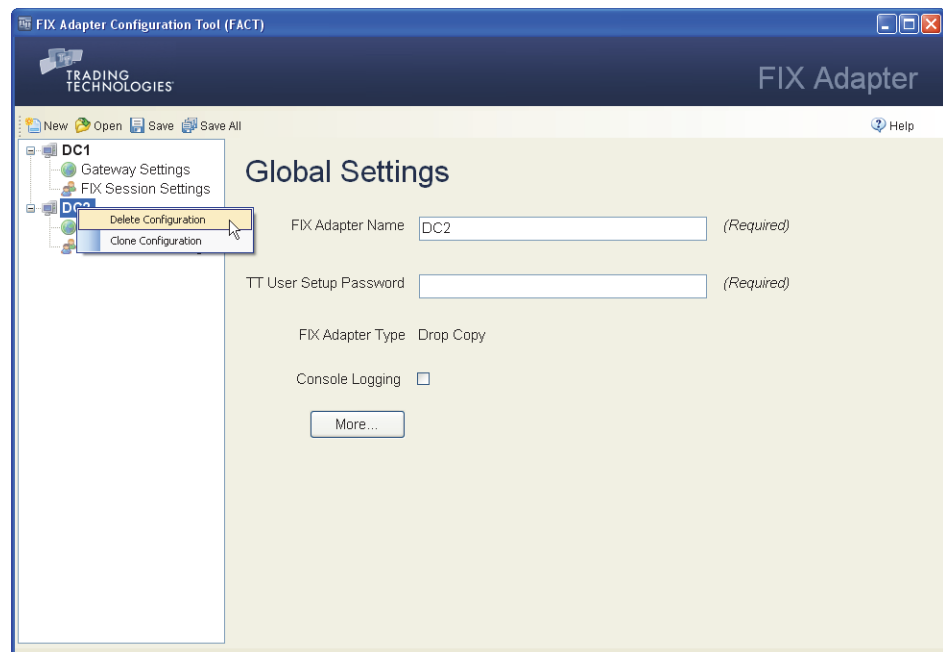 FIX Adapter Configuration Tool (FACT)
TT
TRADING
TECHNOLOGIES
FIX Adapter
New Open Save Save All Help
DC1
Gateway Settings
FIX Session Settings
DC2
Delete Configuration
Clone Configuration
Global Settings
FIX Adapter Name DC2 (Required)
TT User Setup Password (Required)
FIX Adapter Type Drop Copy
Console Logging
More...